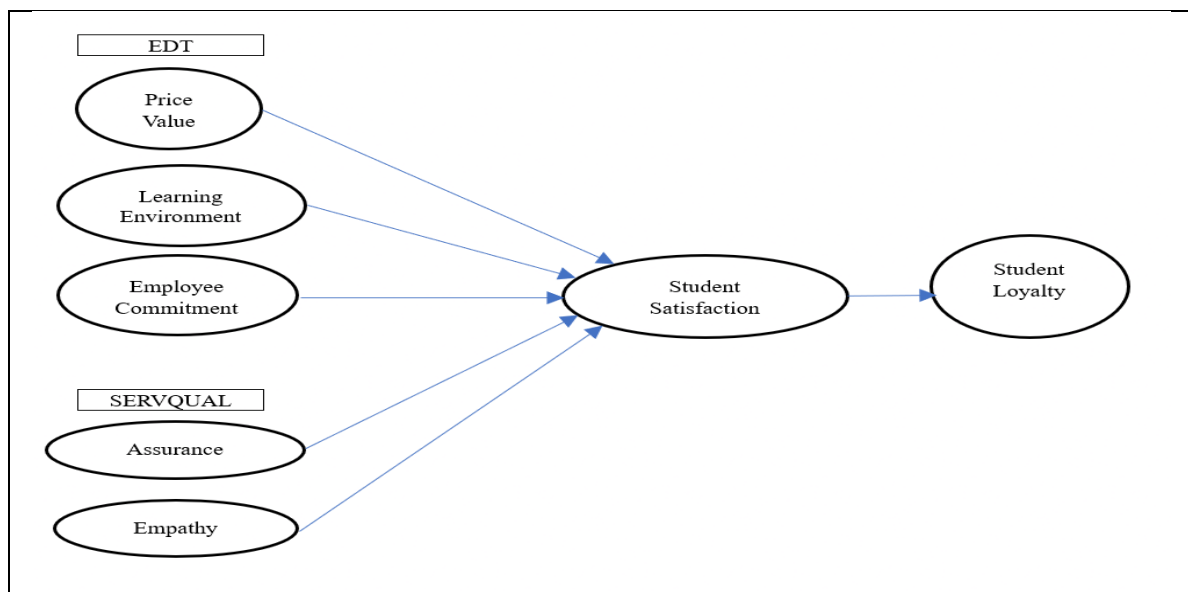 EDT
Price
Value
Learning
Environment
Employee
Commitment
SERVQUAL
Assurance
Empathy
Student
Satisfaction
Student
Loyalty